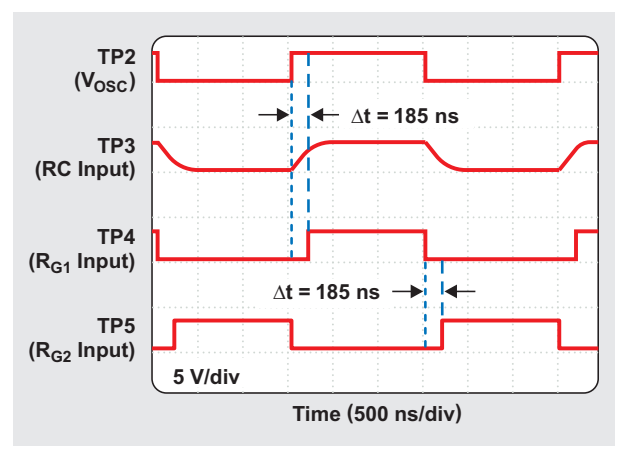 TP2
(VOSC)
Δt = 185 ns
TP3
(RC Input)
TP4
(RG1 Input)
Δt = 185 ns
TP5
(RG2 Input)
5 V/div
Time (500 ns/div)